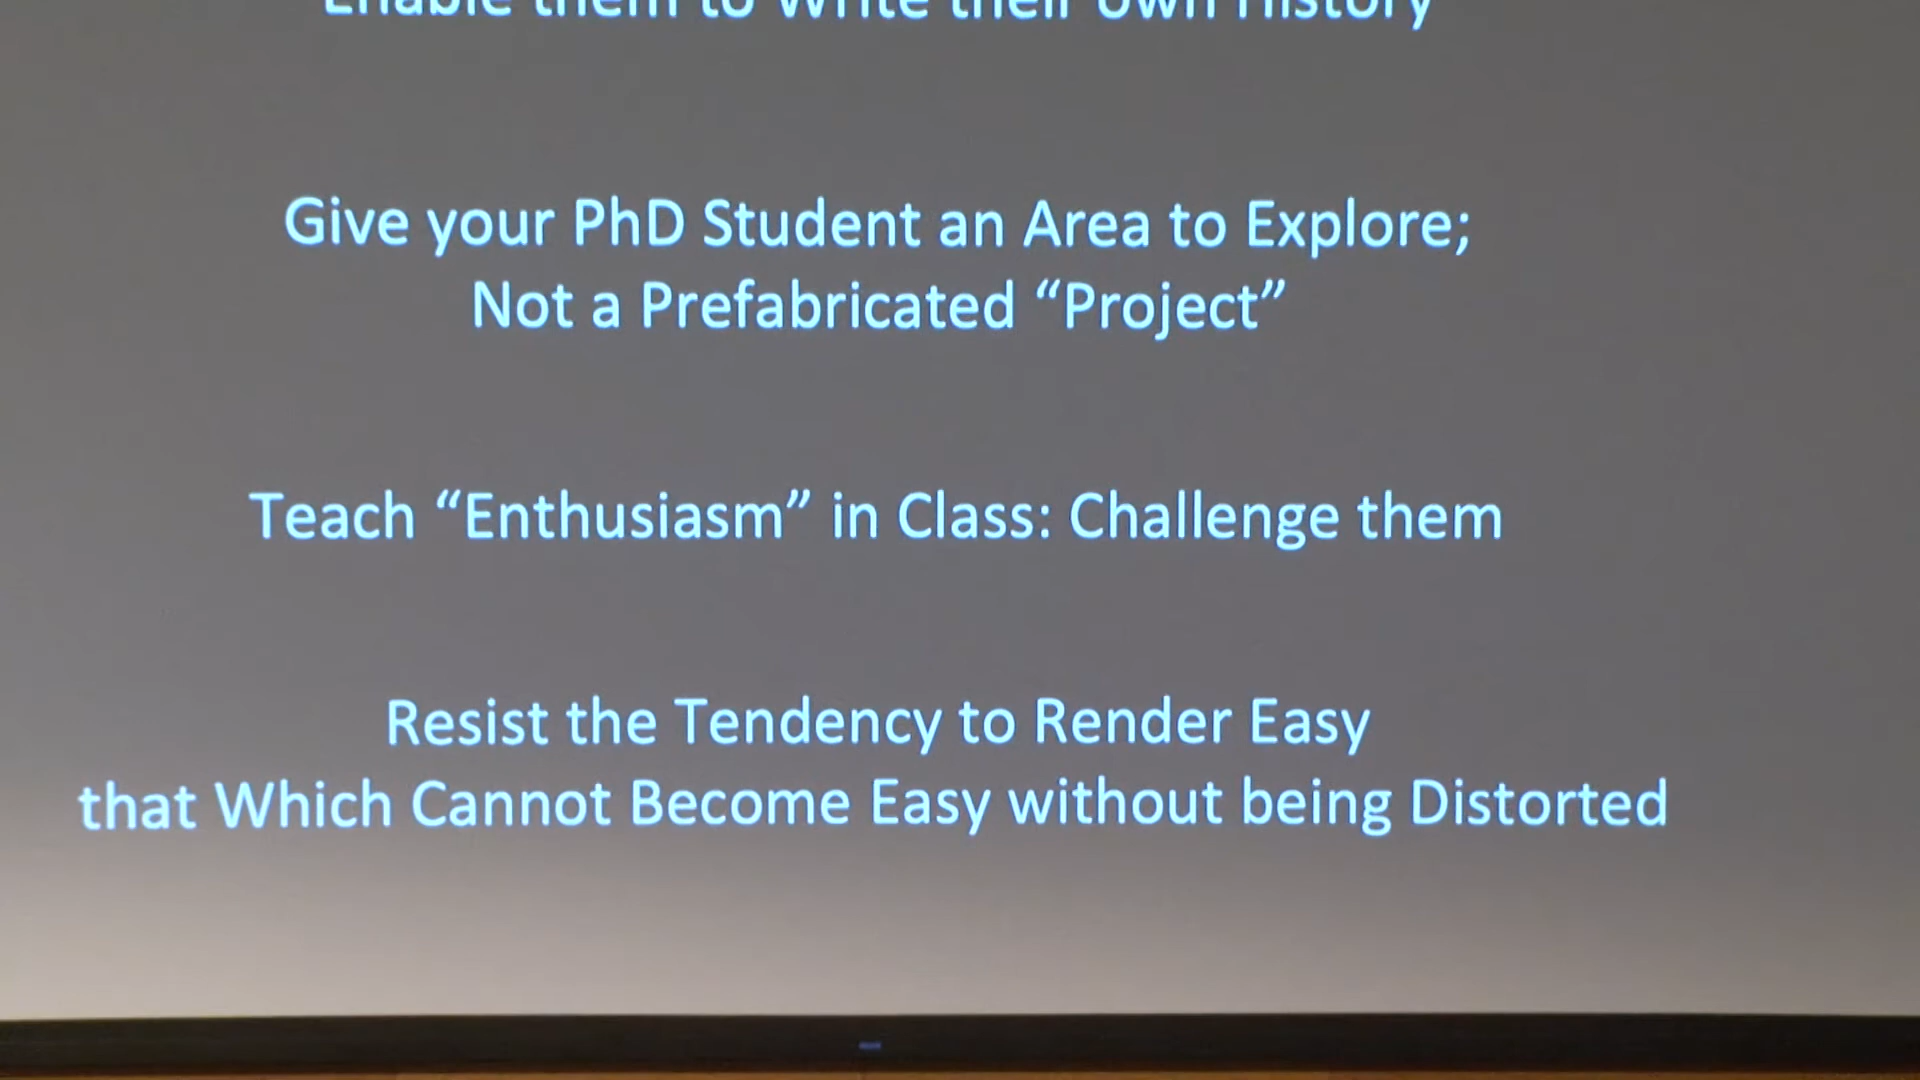 Enable them to Write their own History
Give your PhD Student an Area to Explore;
Not a Prefabricated “Project”
Teach “Enthusiasm” in Class: Challenge them
Resist the Tendency to Render Easy
that Which Cannot Become Easy without being Distorted